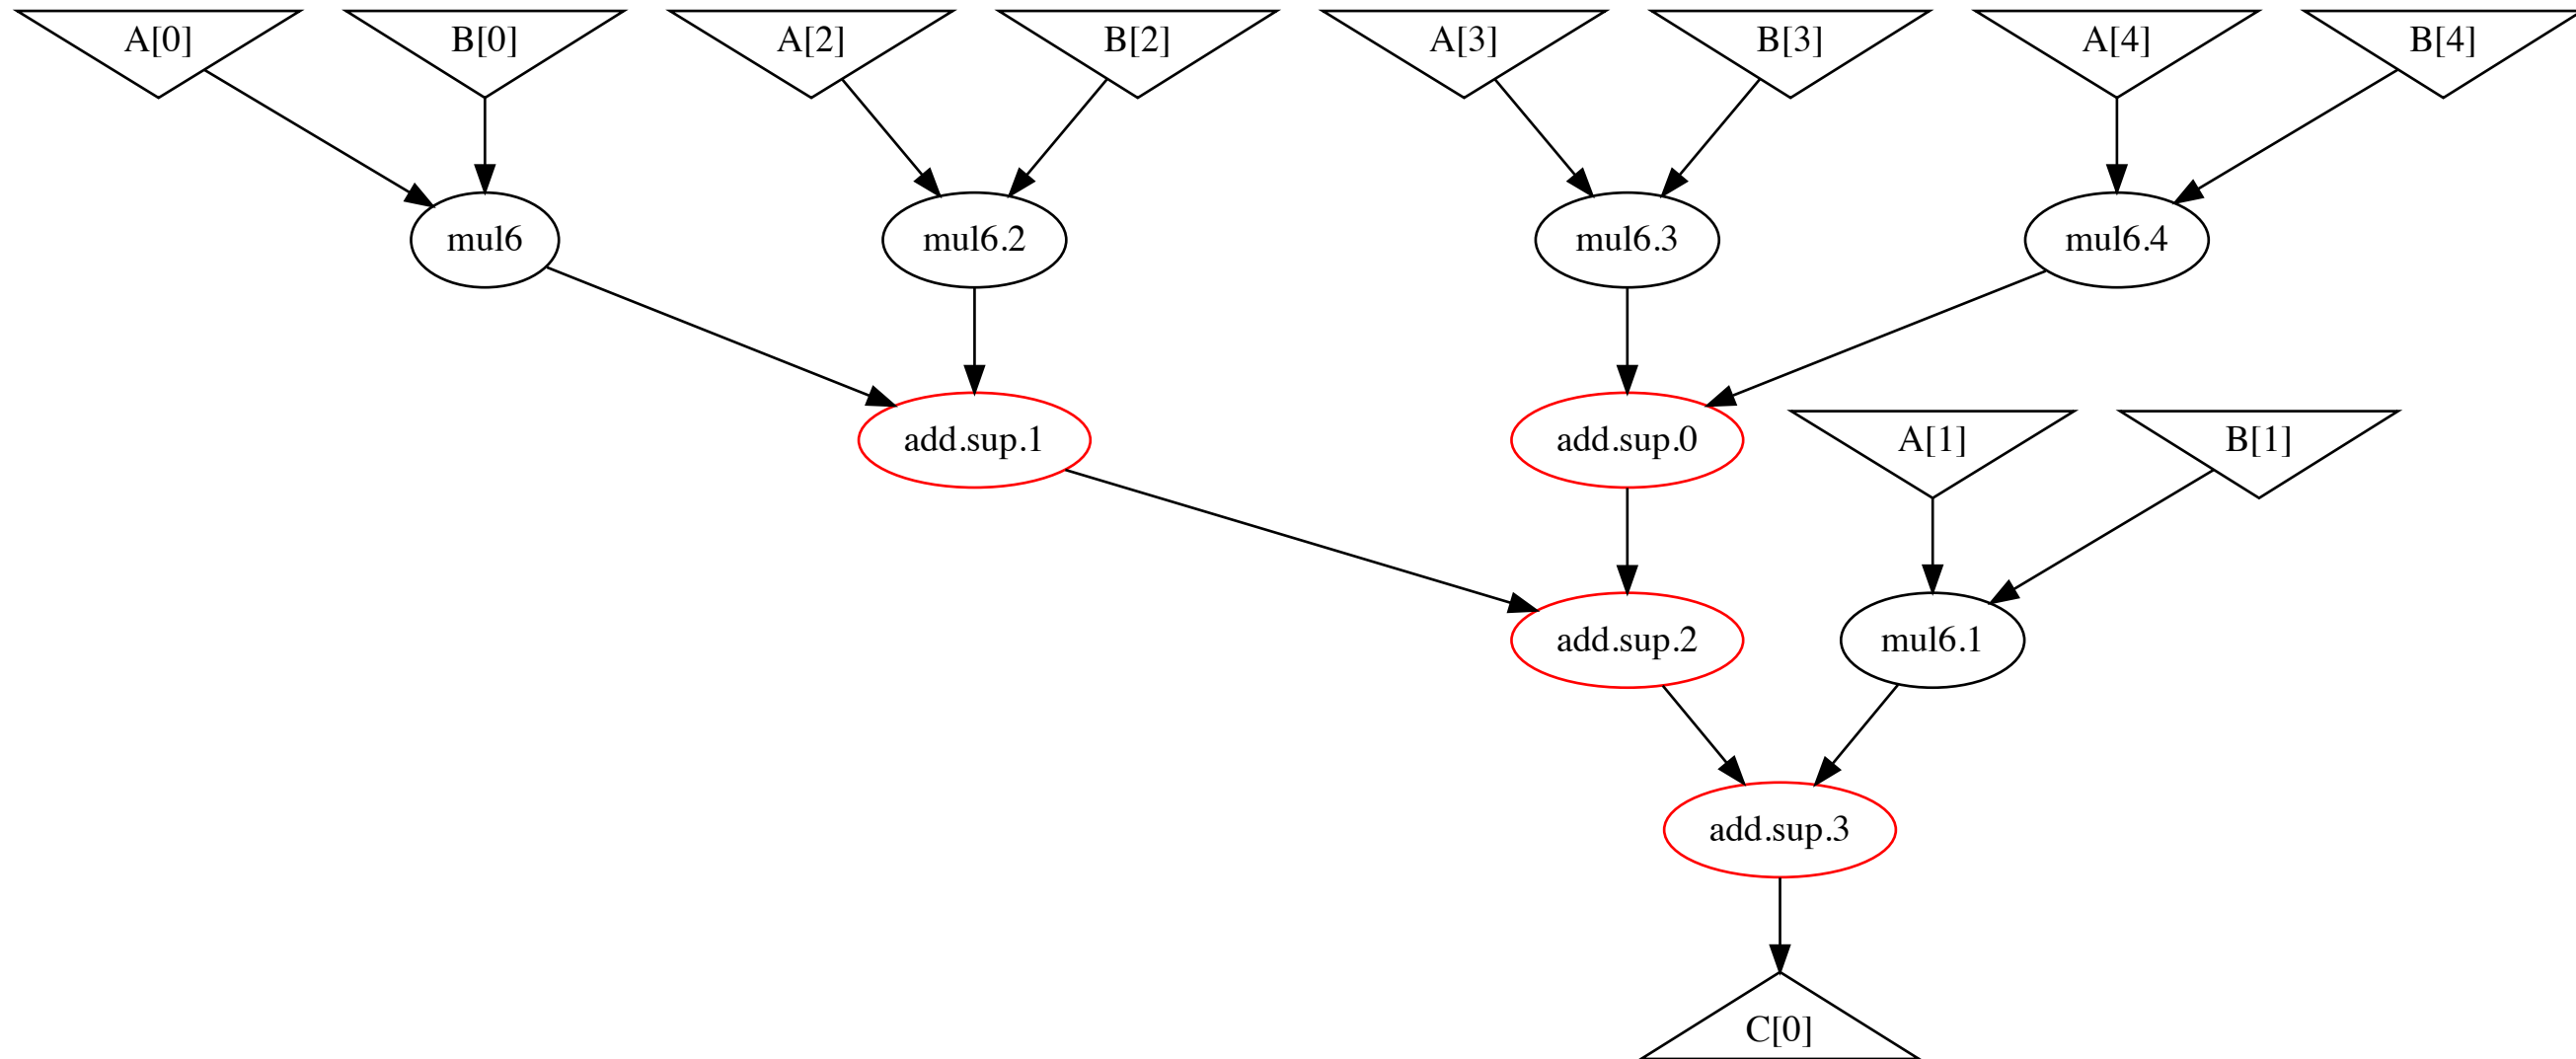 A[0]
B[0]
A[2]
B[2]
A[3]
B[3]
A[4]
B[4]
mul6
mul6.2
mul6.3
mul6.4
add.sup.1
add.sup.0
A[1]
B[1]
add.sup.2
mul6.1
add.sup.3
C[0]